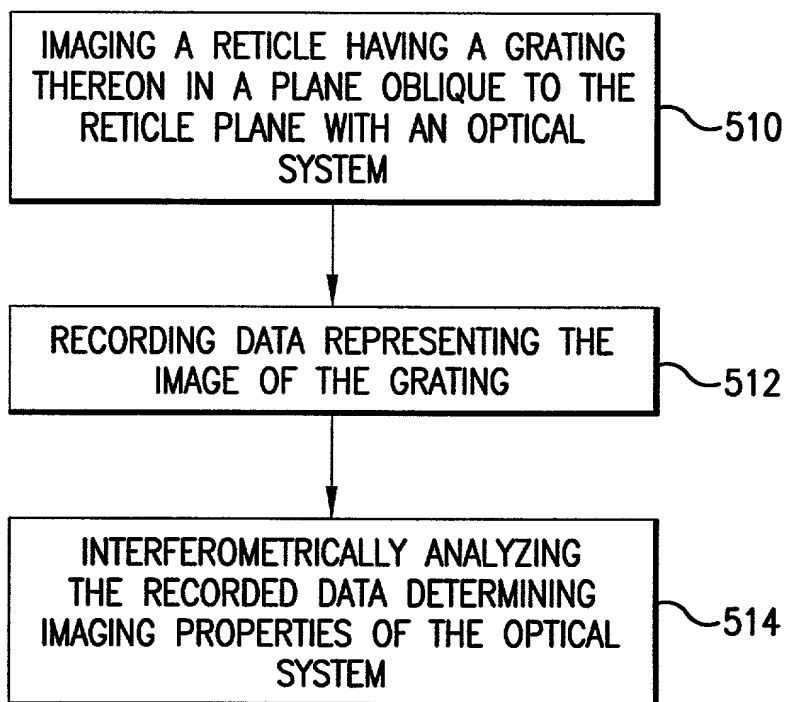 IMAGING A RETICLE HAVING A GRATING
THEREON IN A PLANE OBLIQUE TO THE
RETICLE PLANE WITH AN OPTICAL
SYSTEM
510
RECORDING DATA REPRESENTING THE
IMAGE OF THE GRATING
512
INTERFEROMETRICALLY ANALYZING
THE RECORDED DATA DETERMINING
IMAGING PROPERTIES OF THE OPTICAL
SYSTEM
514